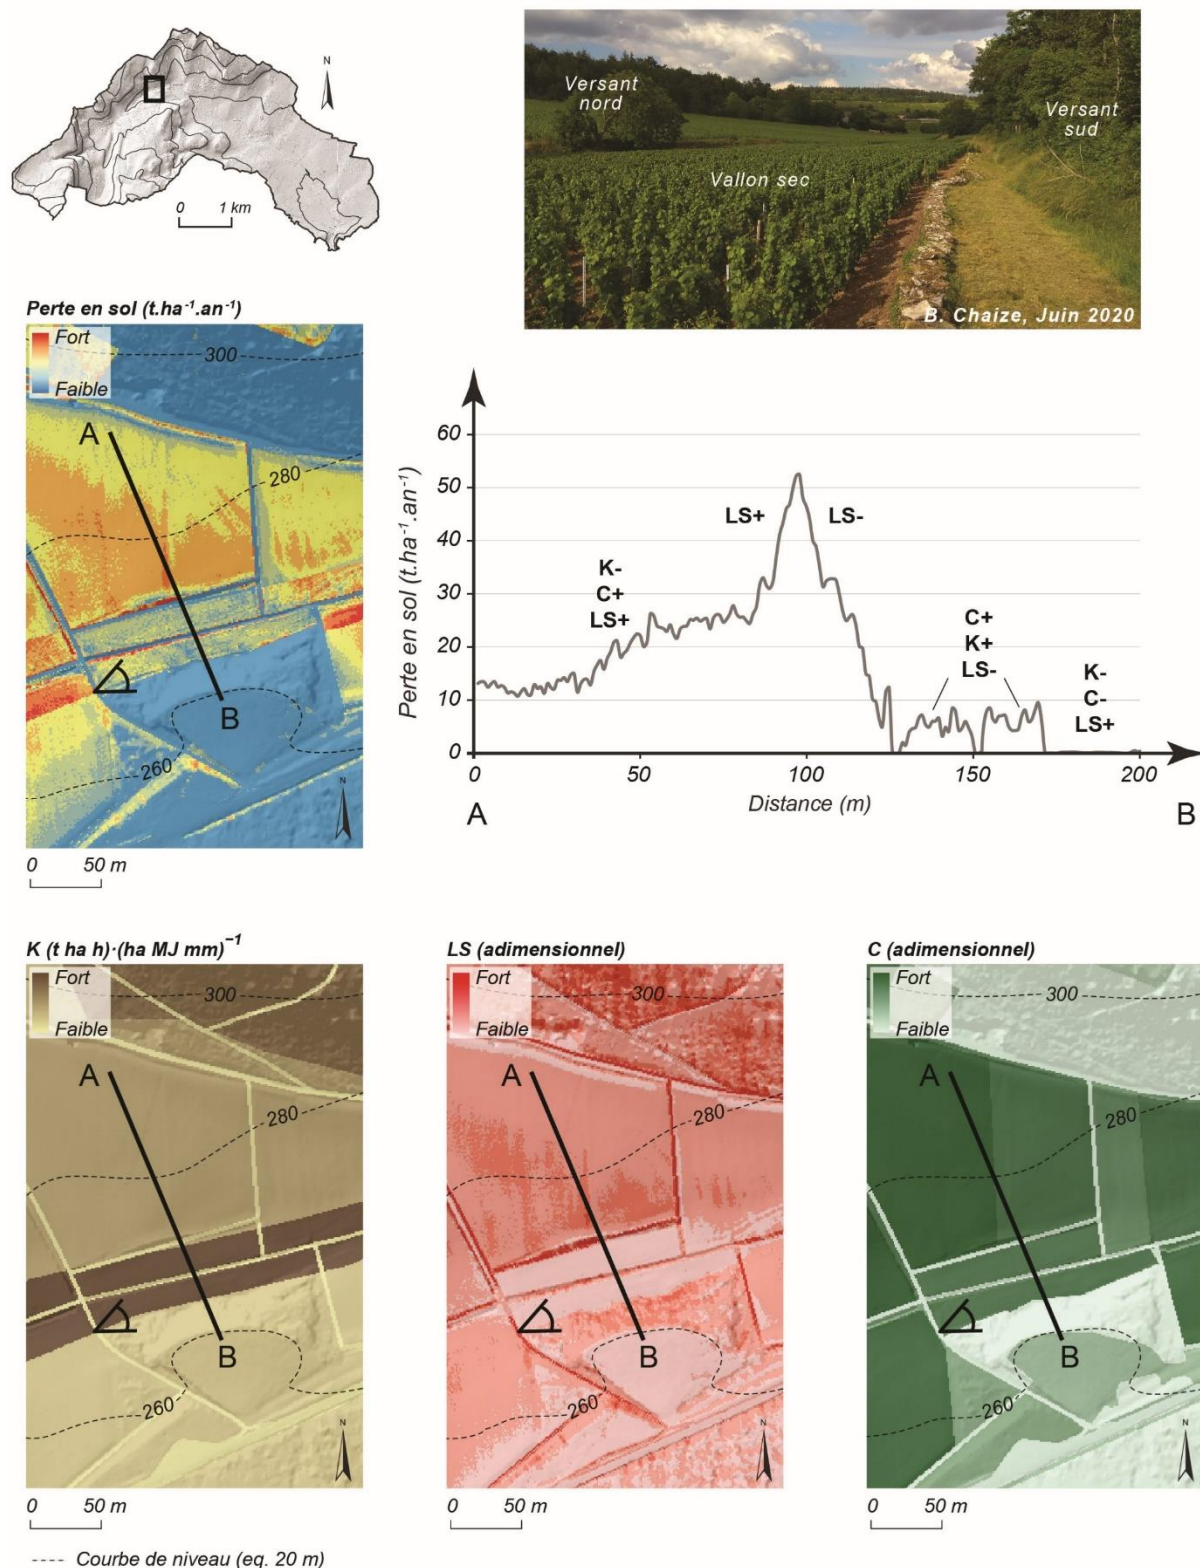 N
0 1 km
Versant
nord
Versant
sud
Vallon sec
B. Chaize, Juin 2020
Perte en sol (t.ha⁻¹.an⁻¹)
Fort
Faible
300
A
280
B
260
N
0 50 m
Perte en sol (t.ha⁻¹.an⁻¹)
60
50
40
30
20
10
0
LS+ LS-
K-
C+
LS+
C+
K+
LS-
K-
C-
LS+
0 50 100 150 200
A Distance (m) B
K (t ha h)·(ha MJ mm)⁻¹
Fort
Faible
300
A
280
B
260
N
0 50 m
LS (adimensionnel)
Fort
Faible
300
A
280
B
260
N
0 50 m
C (adimensionnel)
Fort
Faible
300
A
280
B
260
N
0 50 m
---- Courbe de niveau (eq. 20 m)